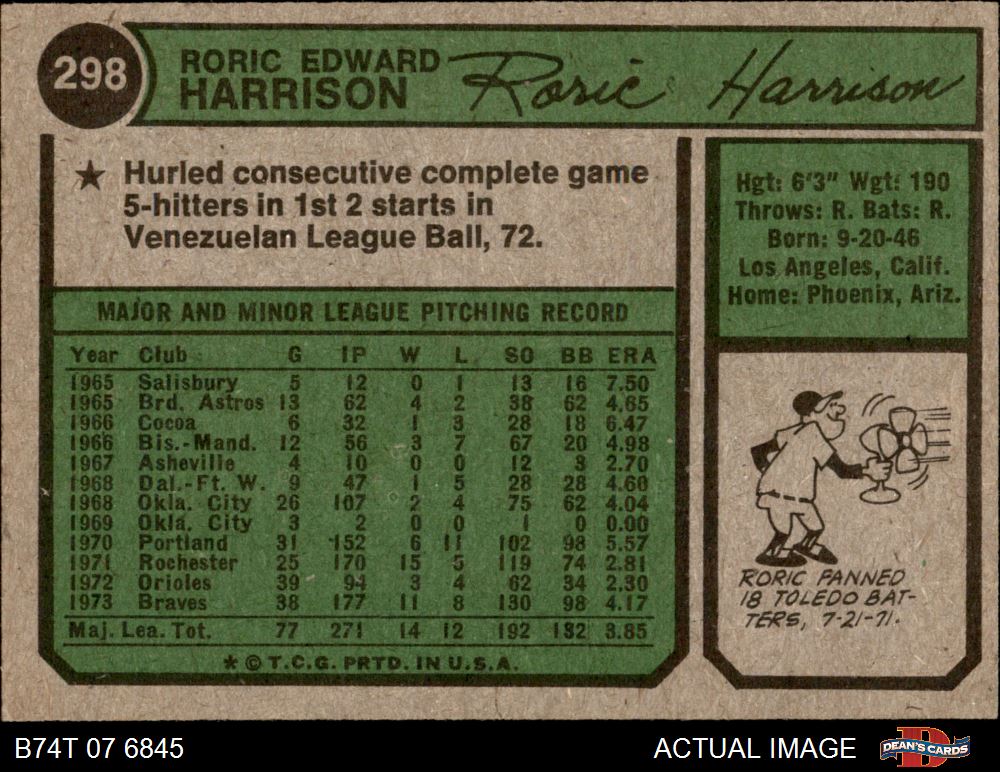 298
RORIC EDWARD
HARRISON
Roric Harrison
★ Hurled consecutive complete game
5-hitters in 1st 2 starts in
Venezuelan League Ball, 72.
Hgt: 6'3" Wgt: 190
Throws: R. Bats: R.
Born: 9-20-46
Los Angeles, Calif.
Home: Phoenix, Ariz.
MAJOR AND MINOR LEAGUE PITCHING RECORD
Year Club G IP W L SO BB ERA
1965 Salisbury 5 12 0 1 13 16 7.50
1965 Brd. Astros 13 62 4 2 38 62 4.65
1966 Cocoa 6 32 1 3 28 18 6.47
1966 Bis.-Mand. 12 56 3 7 67 20 4.98
1967 Asheville 4 10 0 0 12 3 2.70
1968 Dal.-Ft. W. 9 47 1 5 28 28 4.60
1968 Okla. City 26 107 2 4 75 62 4.04
1969 Okla. City 3 2 0 0 1 0 0.00
1970 Portland 31 152 6 11 102 98 5.57
1971 Rochester 25 170 15 5 119 74 2.81
1972 Orioles 39 94 3 4 62 34 2.30
1973 Braves 38 177 11 8 130 98 4.17
Maj. Lea. Tot. 77 271 14 12 192 132 3.85
* © T.C.G. PRTD. IN U.S.A.
RORIC FANNED
18 TOLEDO BAT-
TERS, 7-21-71.
B74T 07 6845
ACTUAL IMAGE
DEAN'S CARDS